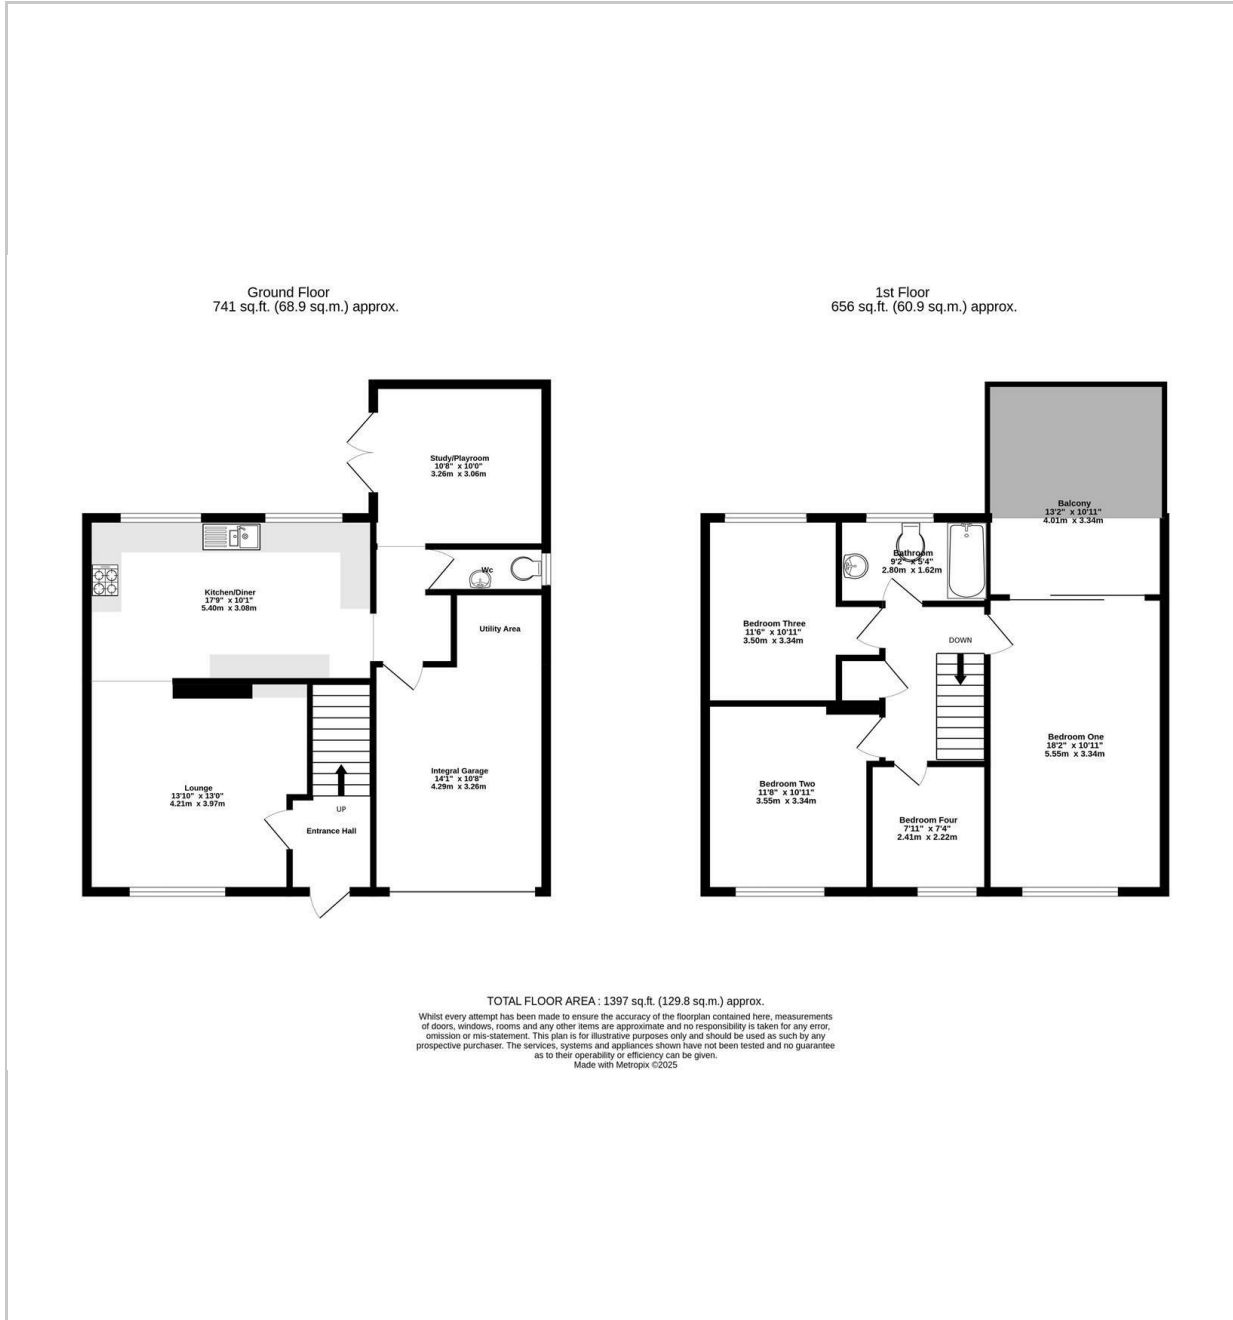 Ground Floor
741 sq.ft. (68.9 sq.m.) approx.
Study/Playroom
10'8" x 10'0"
3.26m x 3.06m
Wc
Kitchen/Diner
17'9" x 10'1"
5.40m x 3.08m
Utility Area
Integral Garage
14'1" x 10'8"
4.29m x 3.26m
Lounge
13'10" x 13'0"
4.21m x 3.97m
UP
Entrance Hall
1st Floor
656 sq.ft. (60.9 sq.m.) approx.
Balcony
13'2" x 10'11"
4.01m x 3.34m
Bathroom
9'2" x 5'4"
2.80m x 1.62m
Bedroom Three
11'6" x 10'11"
3.50m x 3.34m
DOWN
Bedroom One
18'2" x 10'11"
5.55m x 3.34m
Bedroom Two
11'8" x 10'11"
3.55m x 3.34m
Bedroom Four
7'11" x 7'4"
2.41m x 2.22m
TOTAL FLOOR AREA : 1397 sq.ft. (129.8 sq.m.) approx.
Whilst every attempt has been made to ensure the accuracy of the floorplan contained here, measurements
of doors, windows, rooms and any other items are approximate and no responsibility is taken for any error,
omission or mis-statement. This plan is for illustrative purposes only and should be used as such by any
prospective purchaser. The services, systems and appliances shown have not been tested and no guarantee
as to their operability or efficiency can be given.
Made with Metropix ©2025